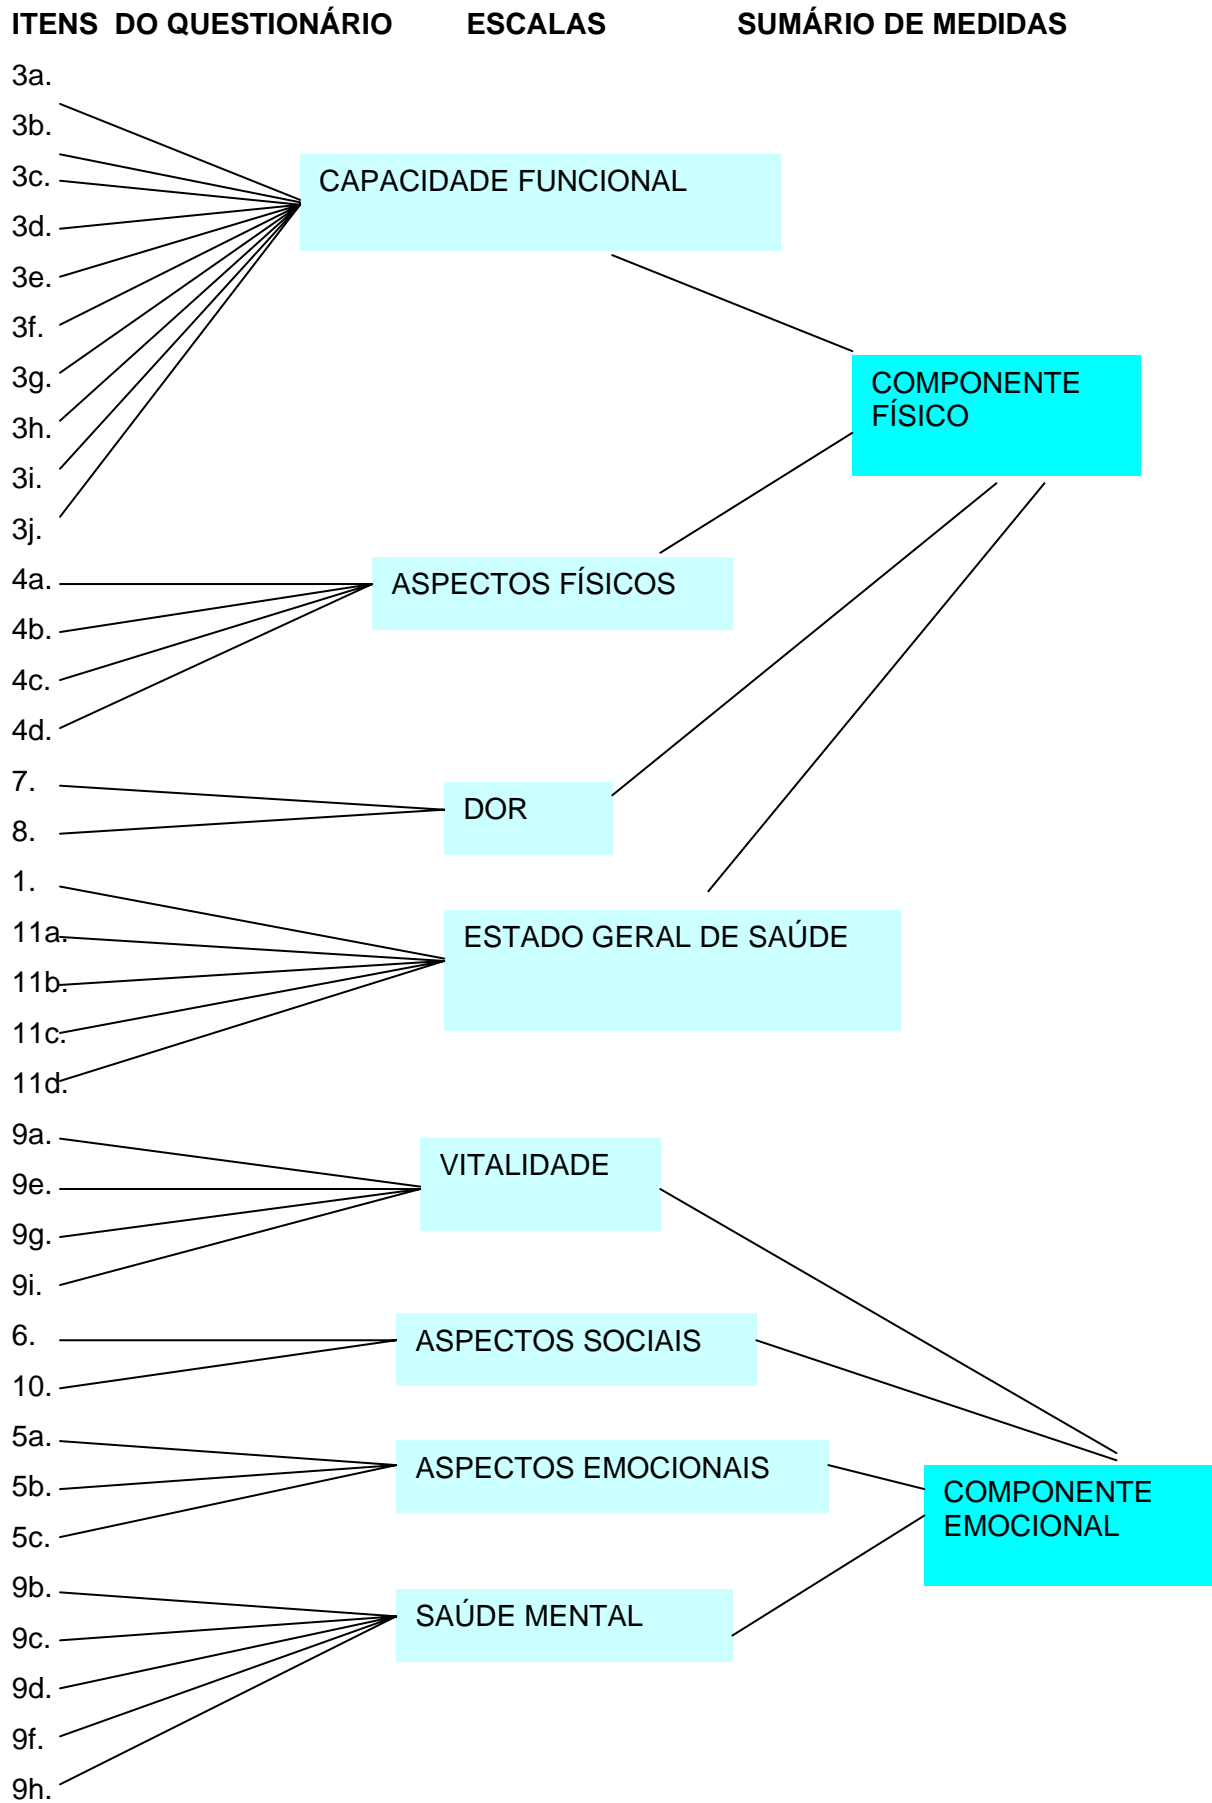 ITENS DO QUESTIONÁRIO ESCALAS SUMÁRIO DE MEDIDAS
3a.
3b.
3c.
CAPACIDADE FUNCIONAL
3d.
3e.
3f.
3g.
3h.
3i.
3j.
COMPONENTE
FÍSICO
4a.
ASPECTOS FÍSICOS
4b.
4c.
4d.
7.
DOR
8.
1.
11a.
ESTADO GERAL DE SAÚDE
11b.
11c.
11d.
9a.
VITALIDADE
9e.
9g.
9i.
6.
ASPECTOS SOCIAIS
10.
5a.
ASPECTOS EMOCIONAIS
5b.
5c.
COMPONENTE
EMOCIONAL
9b.
SAÚDE MENTAL
9c.
9d.
9f.
9h.